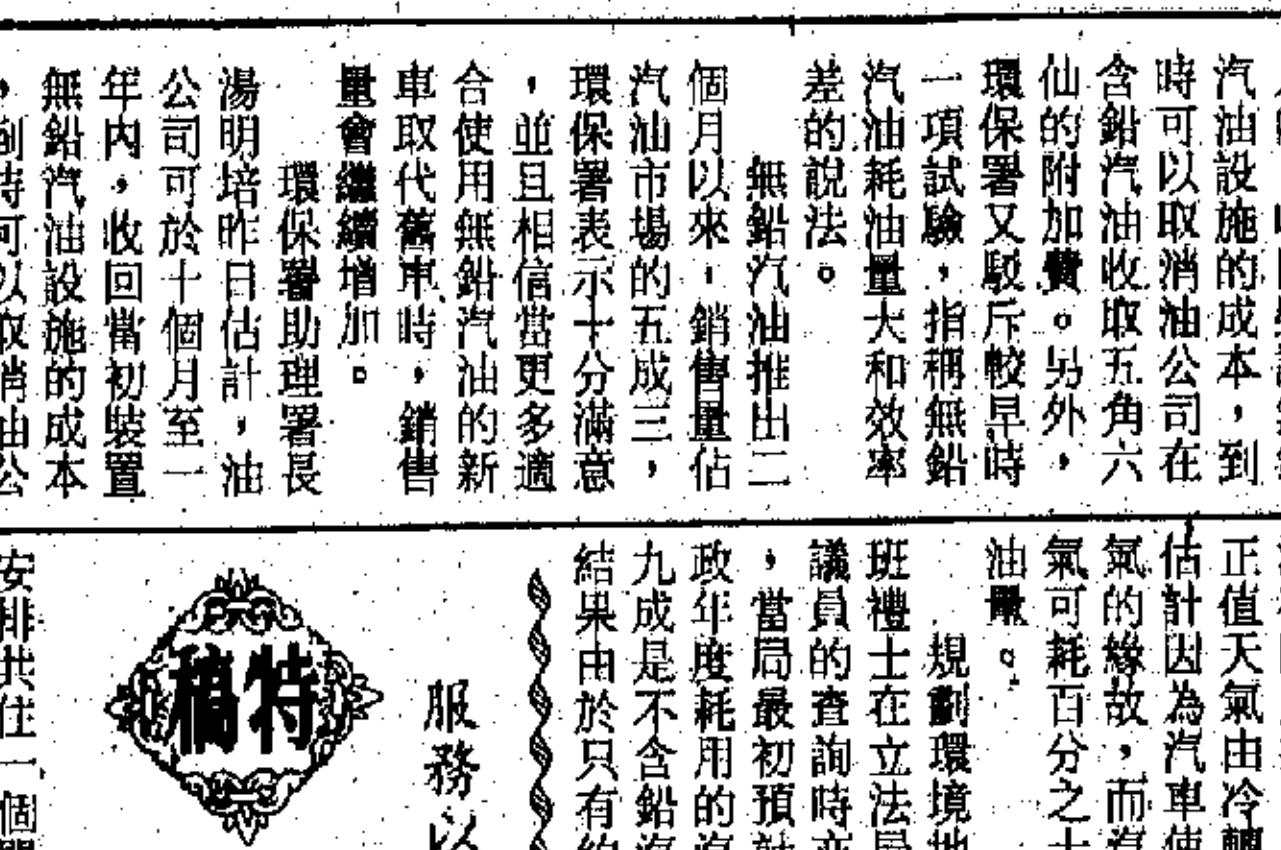 汽油設施的成本，到
時可以取消油公司在
含鉛汽油收取五角六
仙的附加費。另外，
環保署又駁斥較早時
一項試驗，指稱無鉛
汽油耗油量大和效率
差的說法。
無鉛汽油推出二
個月以來，銷售量佔
汽油市場的五成三，
環保署表示十分滿意
，並且相信當更多適
合使用無鉛汽油的新
車取代舊車時，銷售
量會繼續增加。
環保署助理署長
湯明培昨日估計，油
公司可於十個月至一
年內，收回當初裝置
無鉛汽油設施的成本
，到時可以取消油公
正值天氣由冷轉
估計因為汽車使
氣的緣故，而汽
氣可耗百分之十
油量。
規劃環境地
班禮士在立法局
議員的查詢時亦
，當局最初預計
政年度耗用的汽
九成是不含鉛汽
結果由於只有約
服務以
特稿
安排共住一個單